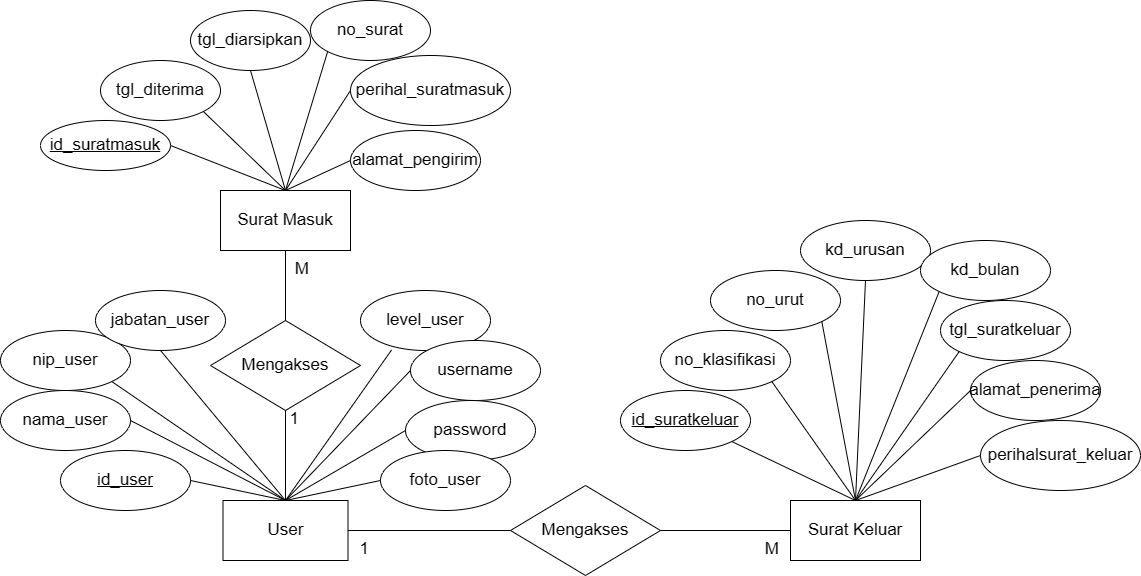 tgl_diarsipkan
no_surat
tgl_diterima
perihal_suratmasuk
id_suratmasuk
alamat_pengirim
Surat Masuk
M
Mengakses
1
jabatan_user
level_user
nip_user
username
nama_user
password
id_user
foto_user
User
1
Mengakses
M
kd_urusan
kd_bulan
no_urut
tgl_suratkeluar
no_klasifikasi
alamat_penerima
id_suratkeluar
perihalsurat_keluar
Surat Keluar